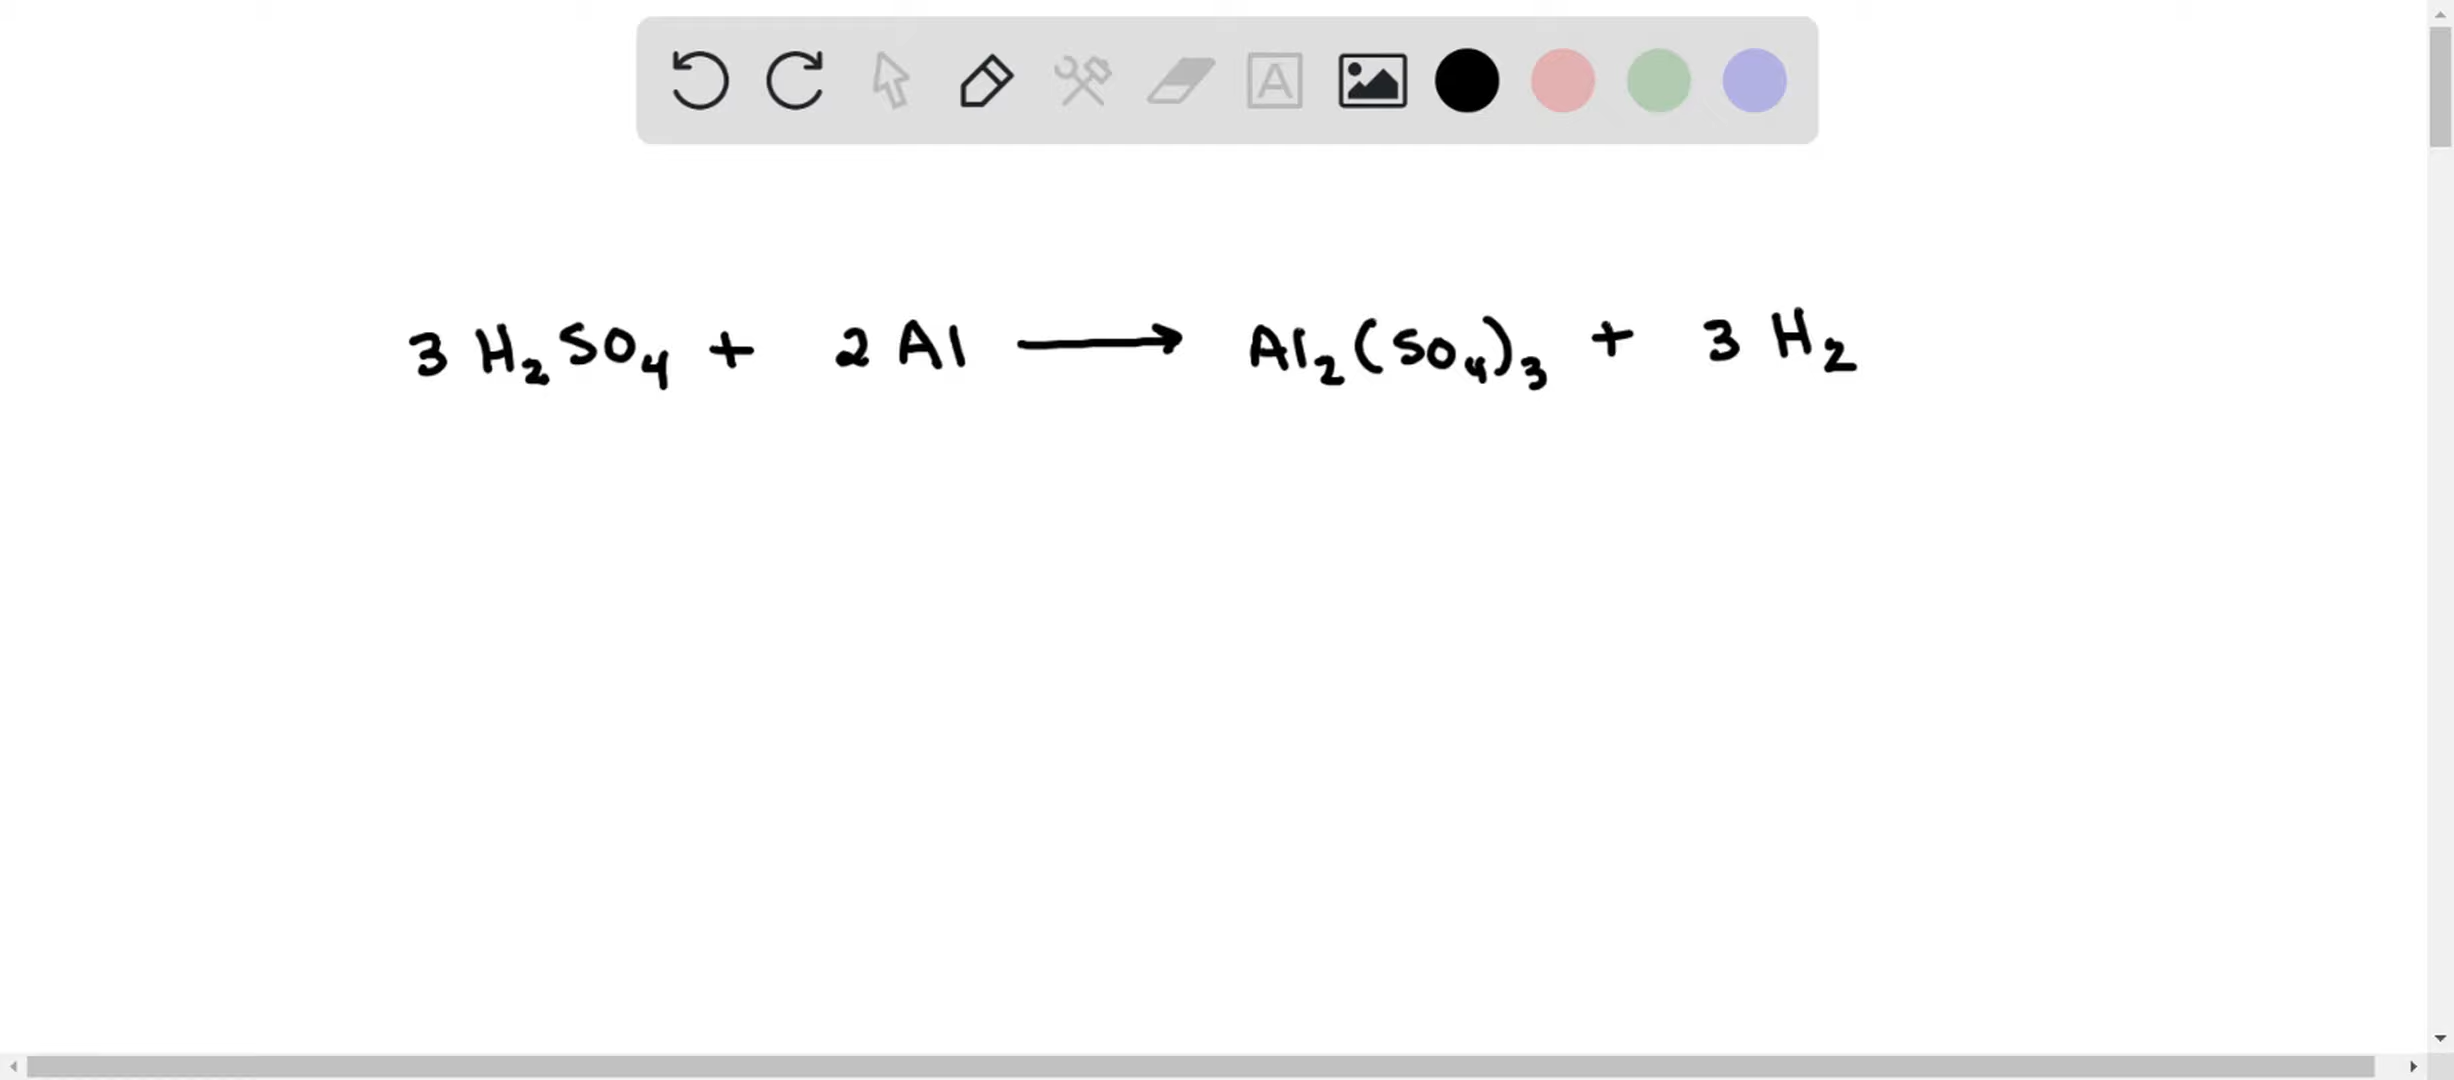 A
3 H₂SO₄ + 2 Al ⟶ Al₂(SO₄)₃ + 3 H₂